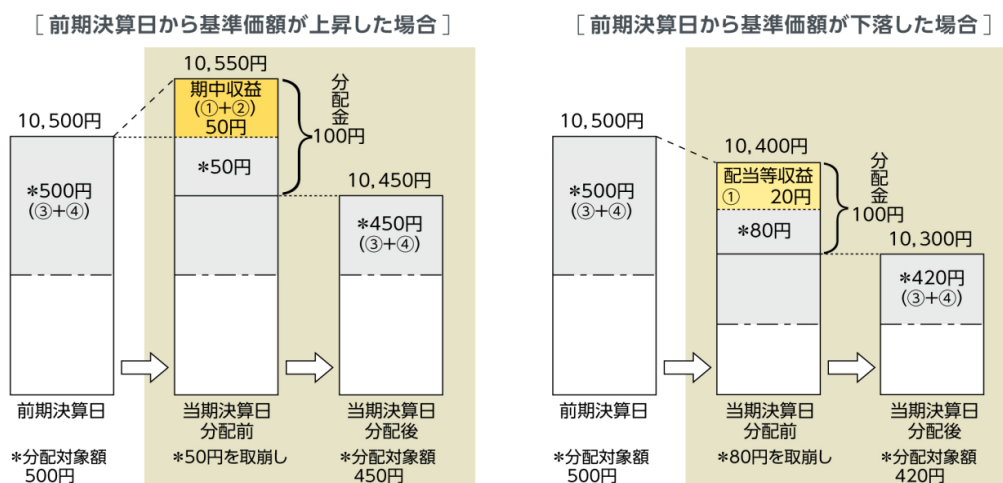 [前期決算日から基準価額が上昇した場合]
10,550円
期中収益
(①+②)
50円
分配金
100円
10,500円
*500円
(③+④)
*50円
10,450円
*450円
(③+④)
前期決算日
当期決算日
分配前
当期決算日
分配後
*分配対象額
500円
*50円を取崩し
*分配対象額
450円
[前期決算日から基準価額が下落した場合]
10,500円
*500円
(③+④)
10,400円
配当等収益
① 20円
*80円
分配金
100円
10,300円
*420円
(③+④)
前期決算日
当期決算日
分配前
当期決算日
分配後
*分配対象額
500円
*80円を取崩し
*分配対象額
420円